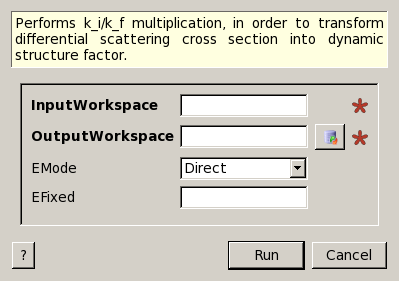 Performs k_i/k_f multiplication, in order to transform
differential scattering cross section into dynamic
structure factor.
InputWorkspace *
OutputWorkspace *
EMode Direct
EFixed
? Run Cancel